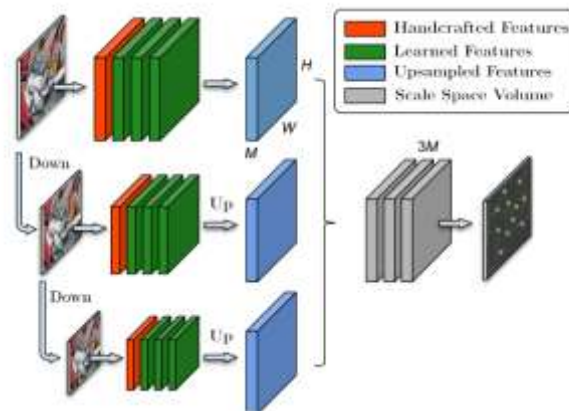 Handcrafted Features
Learned Features
Upsampled Features
Scale Space Volume
H
W
M
Down
Up
3M
Down
Up